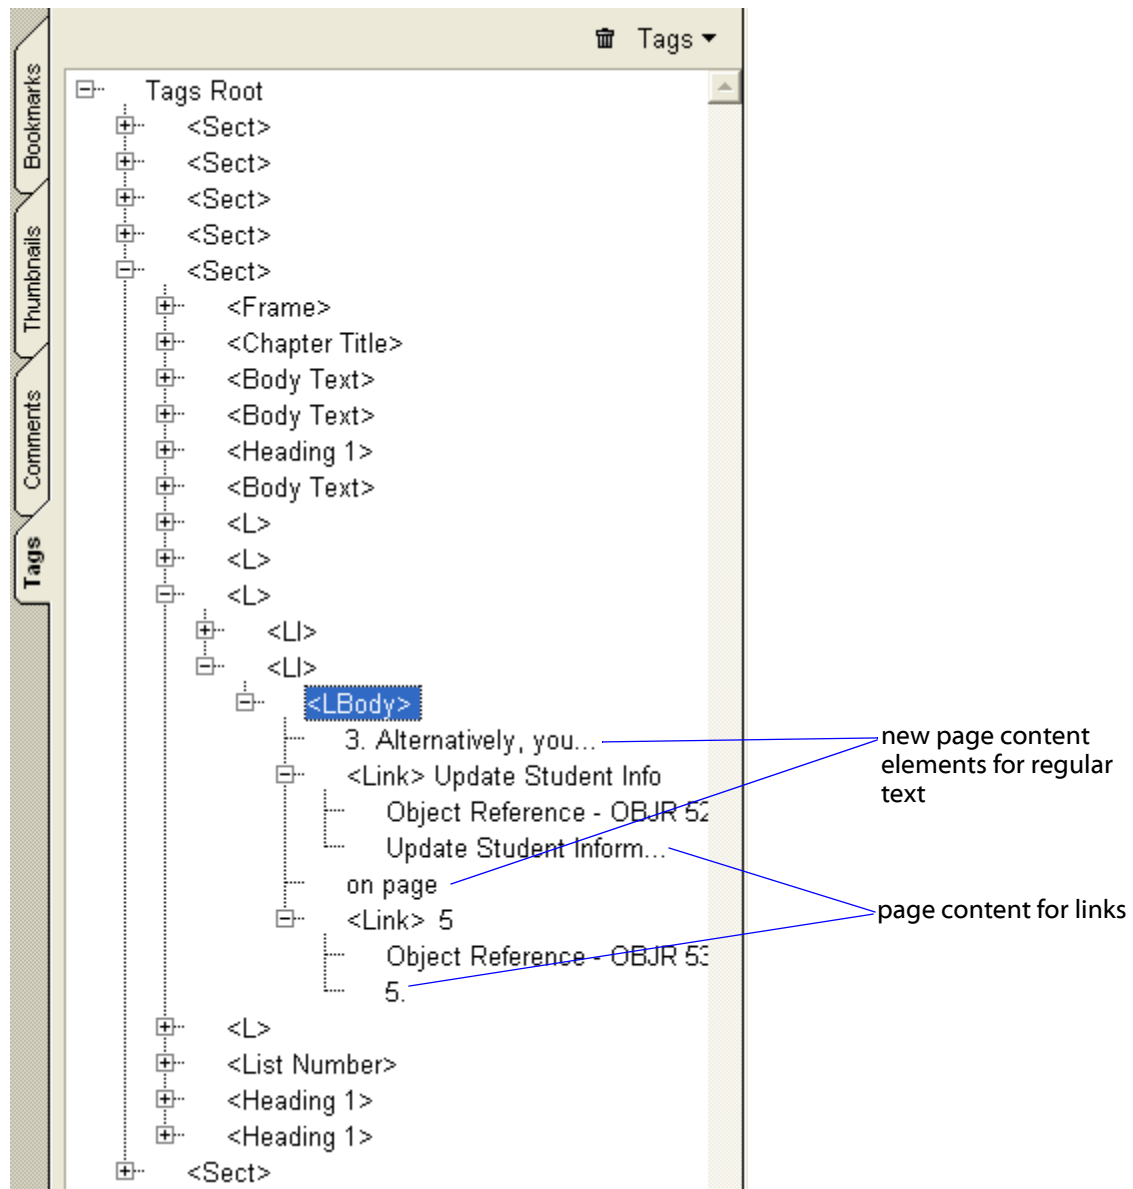 Tags
Bookmarks
Thumbnails
Comments
Tags
Tags Root
<Sect>
<Sect>
<Sect>
<Sect>
<Sect>
<Frame>
<Chapter Title>
<Body Text>
<Body Text>
<Heading 1>
<Body Text>
<L>
<L>
<L>
<LI>
<LI>
<LBody>
3. Alternatively, you...
<Link> Update Student Info
Object Reference - OBJR 52
Update Student Inform...
on page
<Link> 5
Object Reference - OBJR 53
5.
<L>
<List Number>
<Heading 1>
<Heading 1>
<Sect>
new page content
elements for regular
text
page content for links